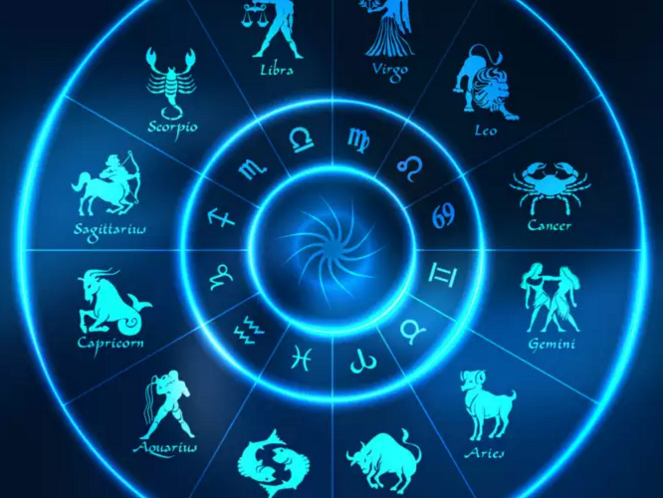 Libra
Virgo
Scorpio
Leo
Sagittarius
Cancer
Capricorn
Gemini
Aquarius
Aries